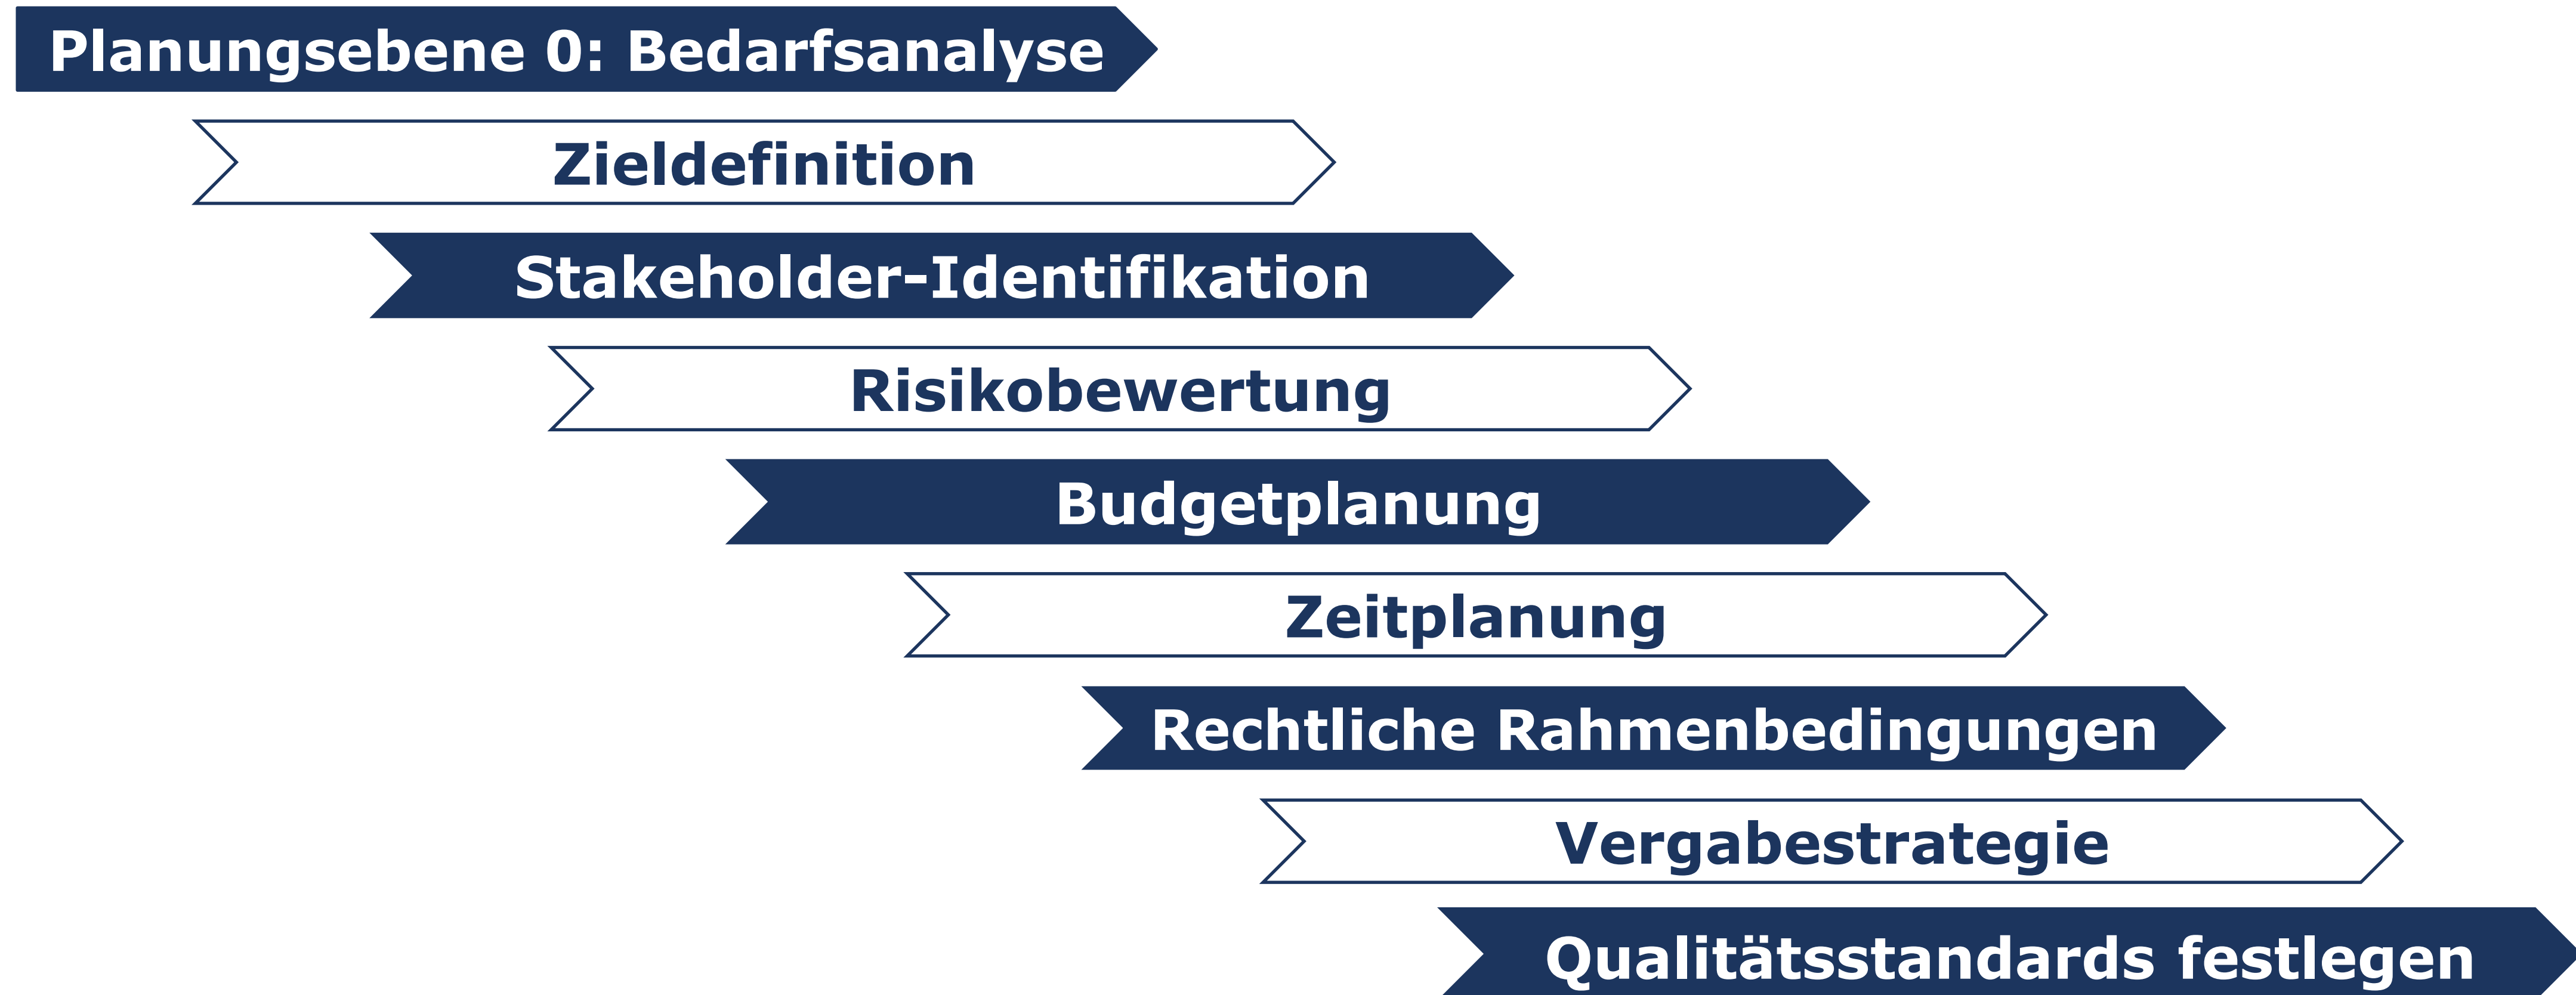 Planungsebene 0: Bedarfsanalyse
Zieldefinition
Stakeholder-Identifikation
Risikobewertung
Budgetplanung
Zeitplanung
Rechtliche Rahmenbedingungen
Vergabestrategie
Qualitätsstandards festlegen